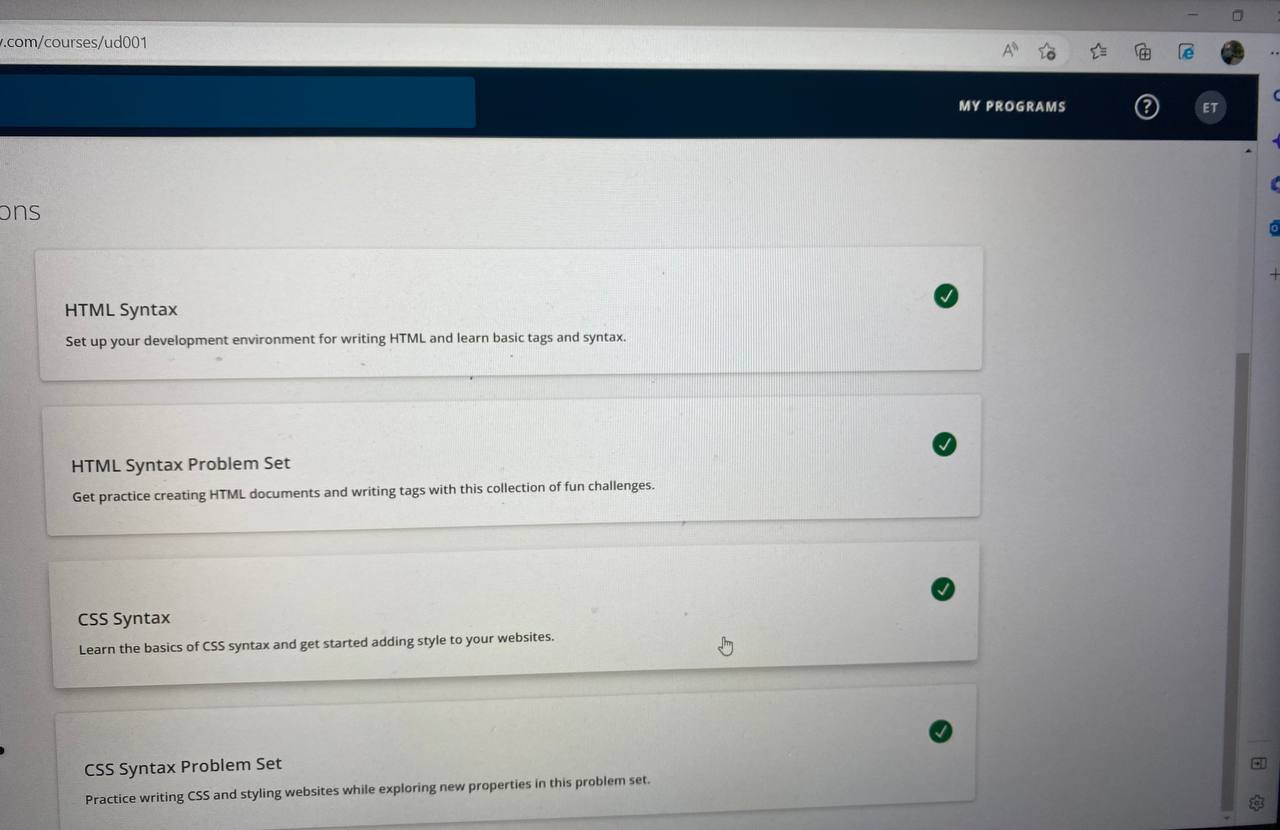 y.com/courses/ud001
MY PROGRAMS
?
ET
ons
HTML Syntax
Set up your development environment for writing HTML and learn basic tags and syntax.
HTML Syntax Problem Set
Get practice creating HTML documents and writing tags with this collection of fun challenges.
CSS Syntax
Learn the basics of CSS syntax and get started adding style to your websites.
CSS Syntax Problem Set
Practice writing CSS and styling websites while exploring new properties in this problem set.